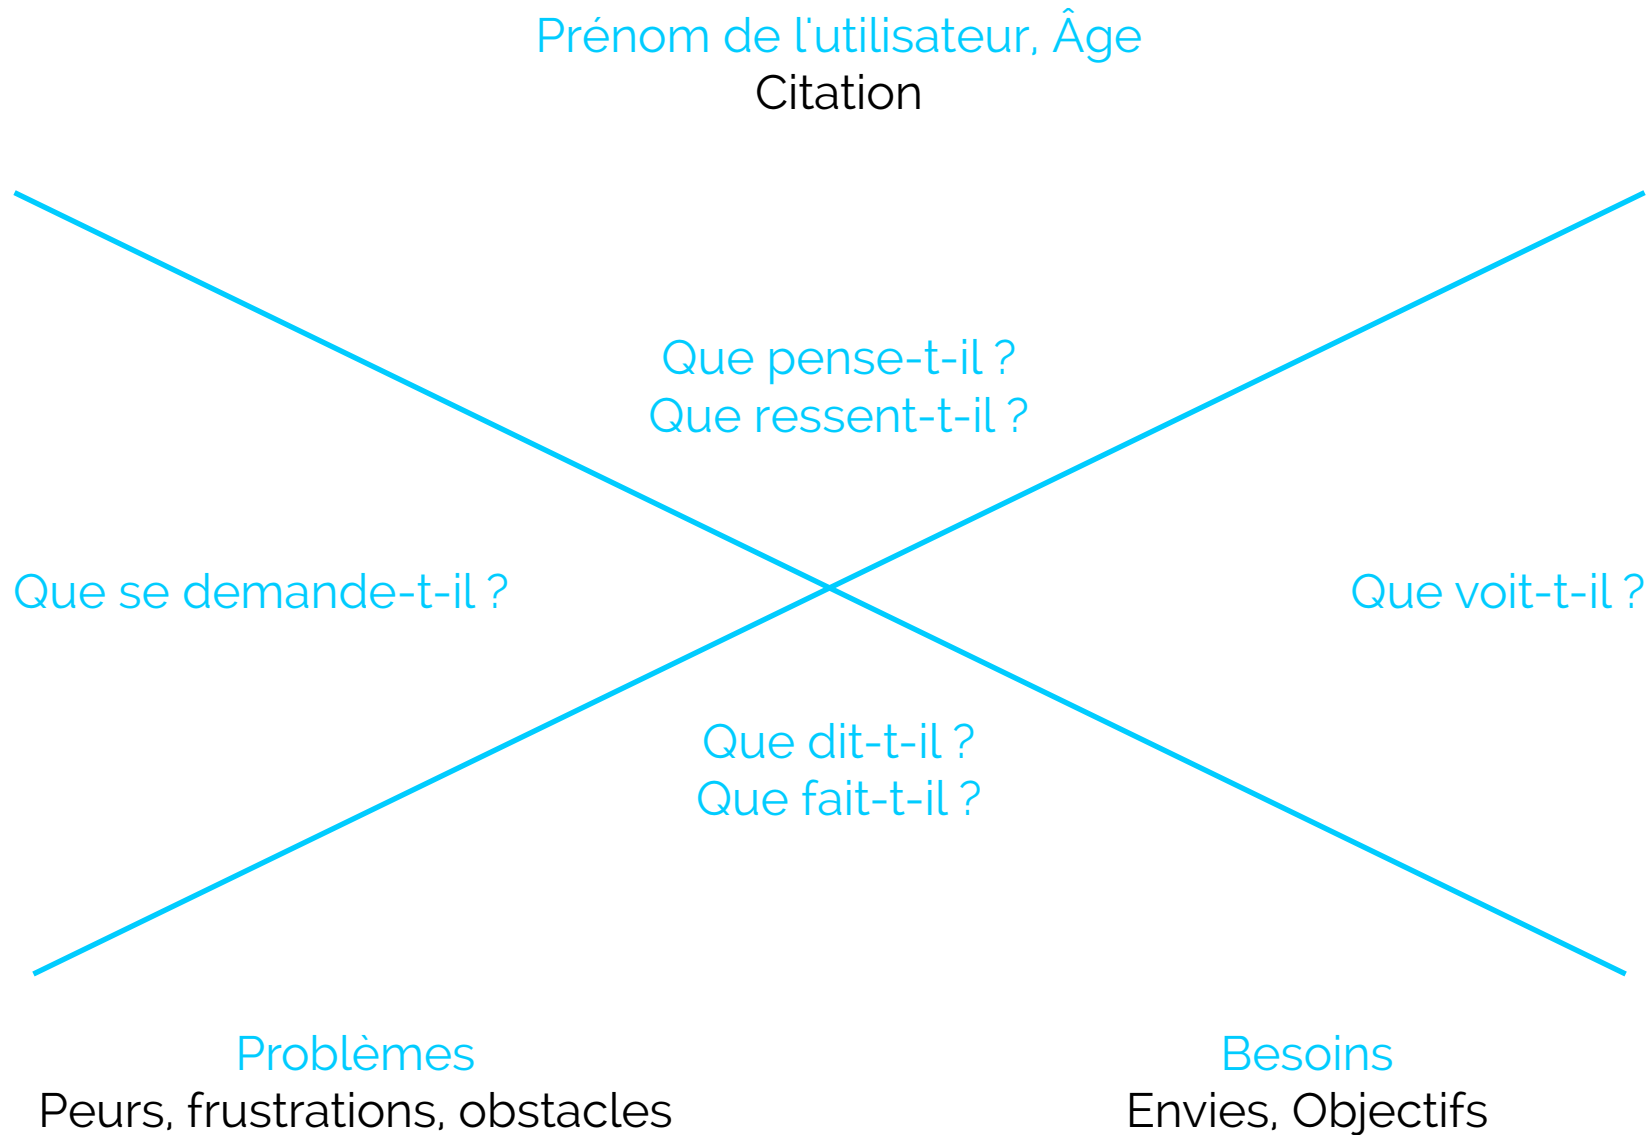 Prénom de l'utilisateur, Âge
Citation
Que pense-t-il ?
Que ressent-t-il ?
Que se demande-t-il ?
Que voit-t-il ?
Que dit-t-il ?
Que fait-t-il ?
Problèmes
Peurs, frustrations, obstacles
Besoins
Envies, Objectifs